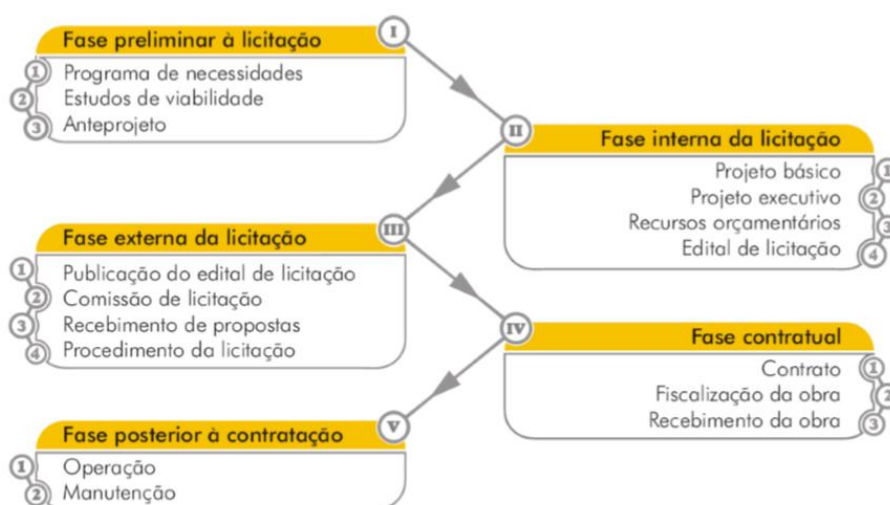 Fase preliminar à licitação
I
1 Programa de necessidades
2 Estudos de viabilidade
3 Anteprojeto
II
Fase interna da licitação
Projeto básico 1
Projeto executivo 2
Recursos orçamentários 3
Edital de licitação 4
III
Fase externa da licitação
1 Publicação do edital de licitação
2 Comissão de licitação
3 Recebimento de propostas
4 Procedimento da licitação
IV
Fase contratual
Contrato 1
Fiscalização da obra 2
Recebimento da obra 3
V
Fase posterior à contratação
1 Operação
2 Manutenção